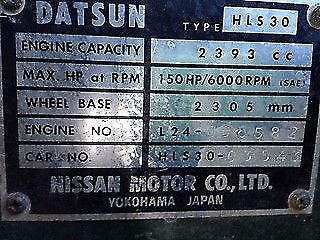 DATSUN TYPE HLS30
ENGINE CAPACITY 2393 cc
MAX. HP at RPM 150HP/6000RPM (SAE)
WHEEL BASE 2305 mm
ENGINE NO. L24-
CAR NO. HLS30-
NISSAN MOTOR CO., LTD.
YOKOHAMA JAPAN